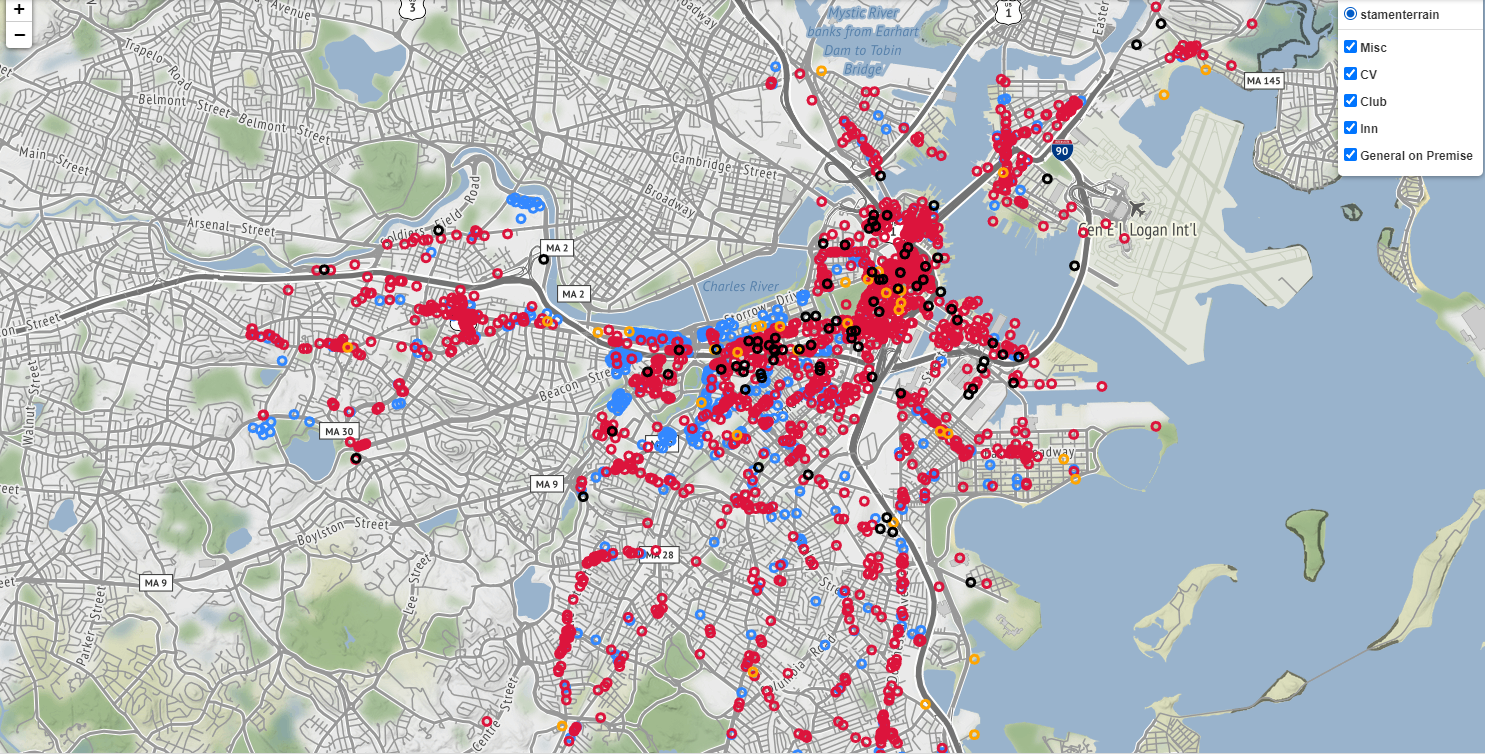 +
−
3
Avenue
Broadway
US
1
Mystic River
banks from Earhart
Dam to Tobin
Bridge
stamenterrain
Misc
CV
Club
Inn
General on Premise
MA 145
Trapelo Road
Belmont Street
Belmont Street
Main Street
Cambridge Street
Broadway
90
Arsenal Street
Soldiers Field Road
MA 2
Gen E L Logan Int'l
MA 2
Charles River
Storrow Drive
Beacon Street
Walnut Street
MA 30
MA 9
Boylston Street
MA 28
MA 9
Lee Street
Parker Street
Centre Street